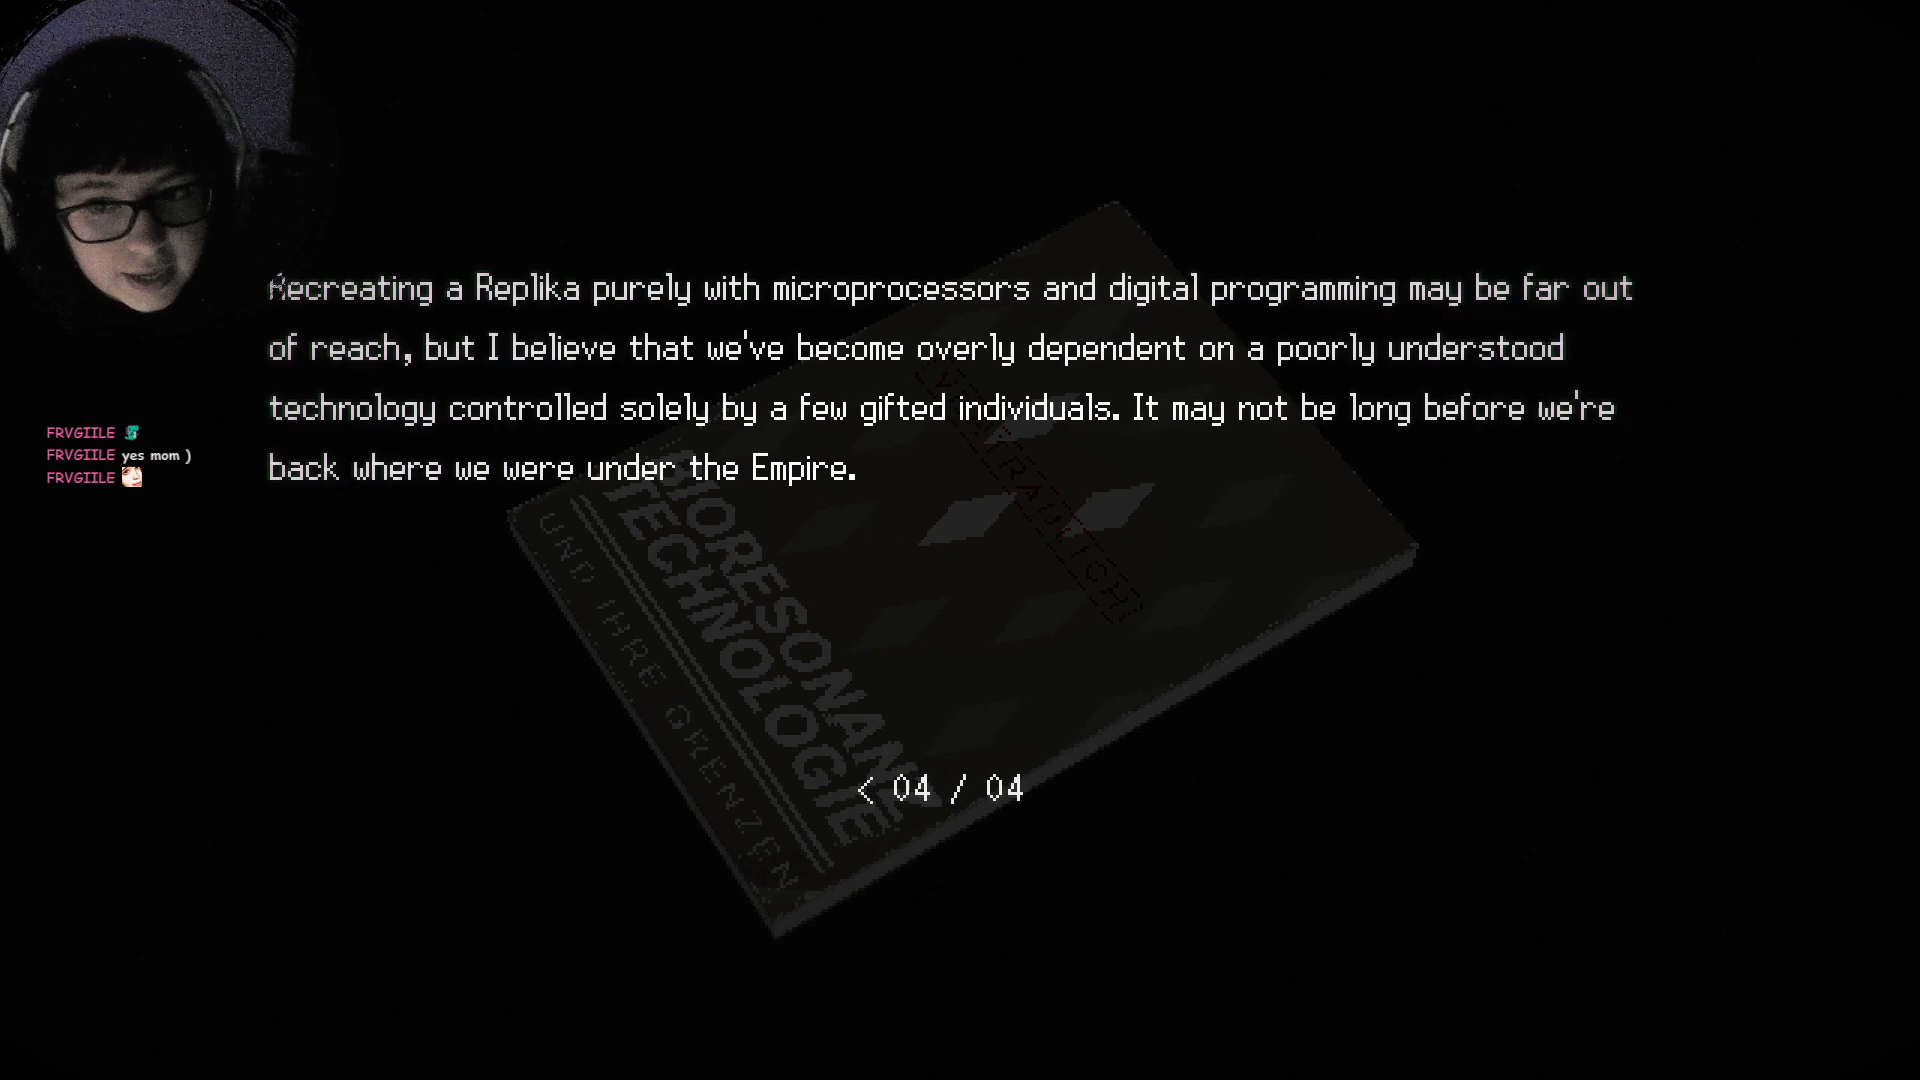 Recreating a Replika purely with microprocessors and digital programming may be far out
of reach, but I believe that we've become overly dependent on a poorly understood
technology controlled solely by a few gifted individuals. It may not be long before we're
back where we were under the Empire.
FRVGIILE
FRVGIILE yes mom )
FRVGIILE
VERTRAULICH
BIORESONANZ
TECHNOLOGIE
UND IHRE GRENZEN
< 04 / 04